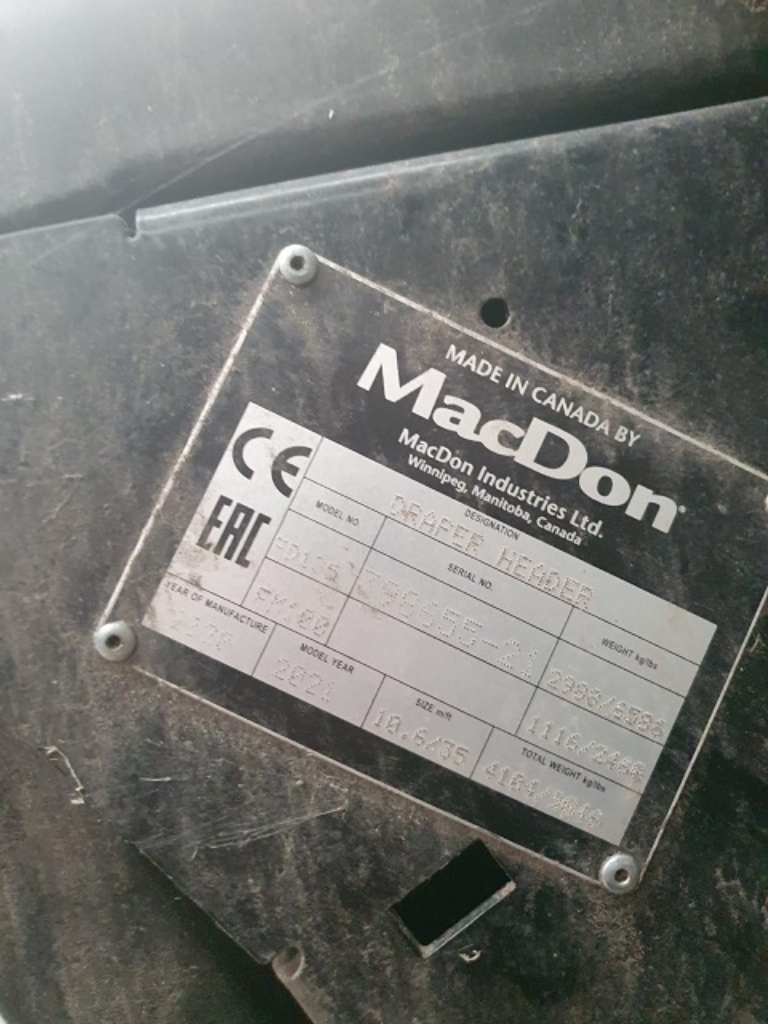 MADE IN CANADA BY
MacDon
MacDon Industries Ltd.
Winnipeg, Manitoba, Canada
CE
EAC
DESIGNATION
DRAPER HEADER
MODEL NO.
SERIAL NO.
WEIGHT kg/lbs
FM100
1116/2460
YEAR OF MANUFACTURE
MODEL YEAR
2021
SIZE m/ft
10.6/35
TOTAL WEIGHT kg/lbs